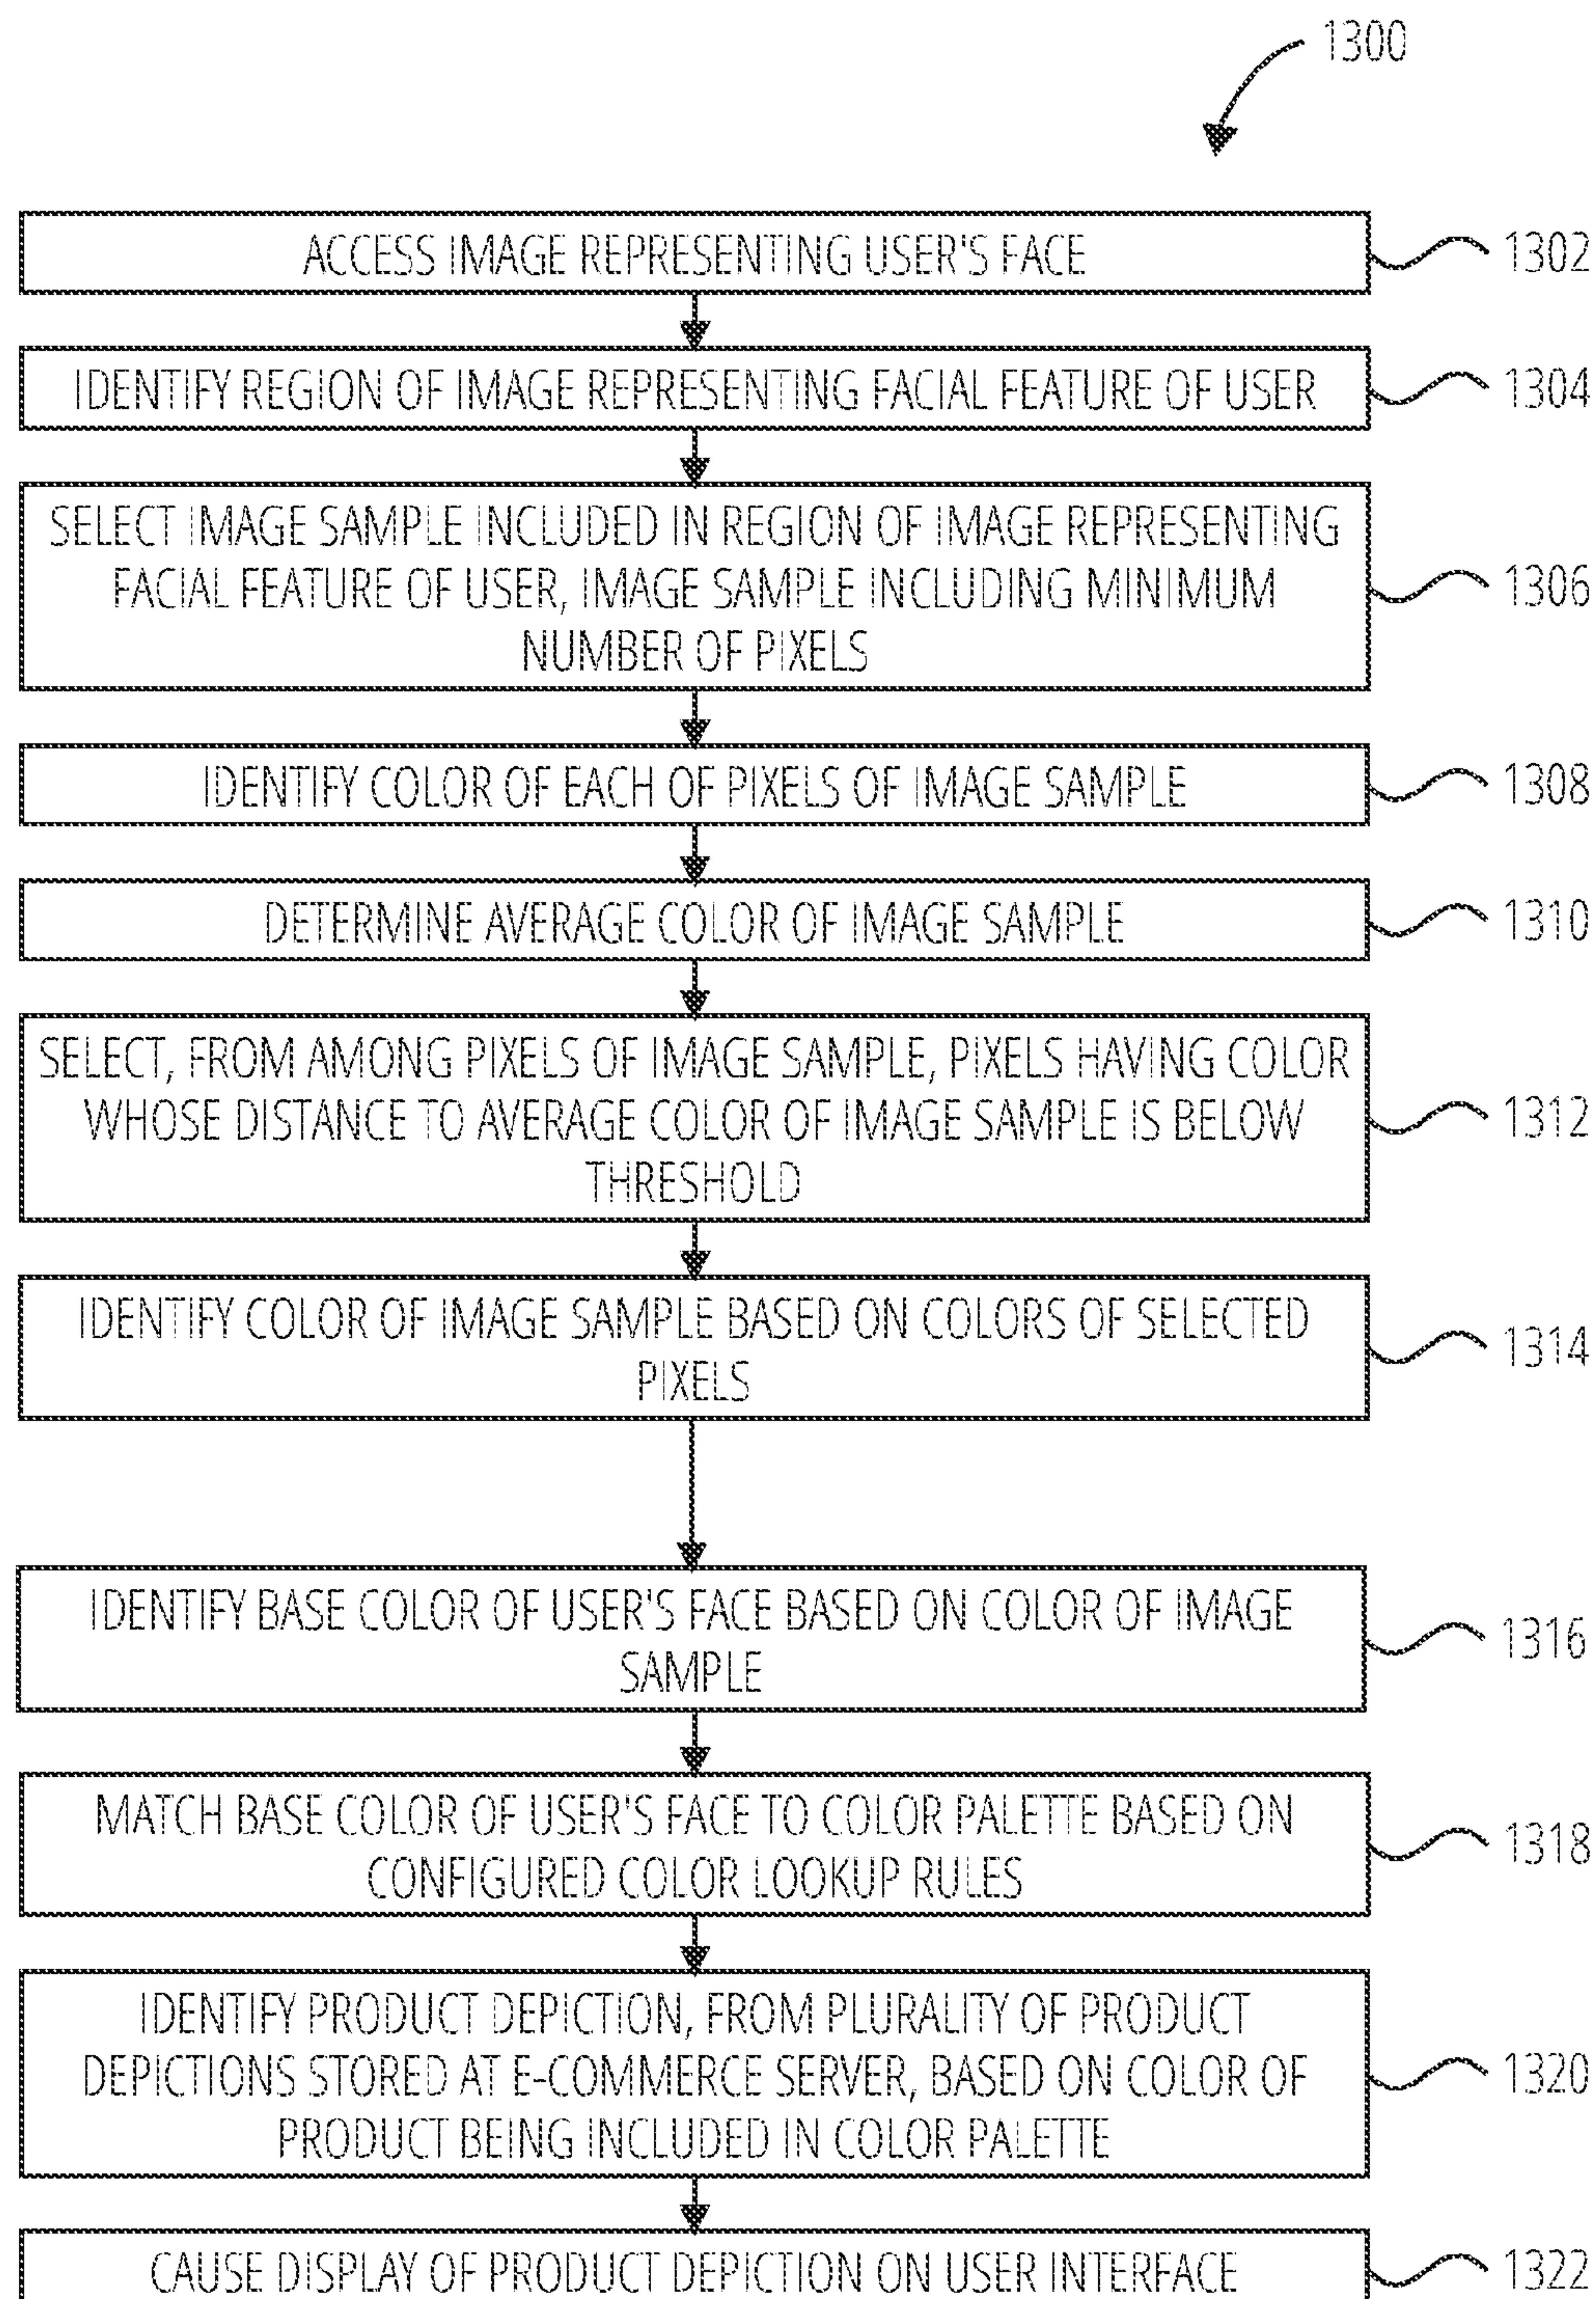 1300
ACCESS IMAGE REPRESENTING USER'S FACE
1302
IDENTIFY REGION OF IMAGE REPRESENTING FACIAL FEATURE OF USER
1304
SELECT IMAGE SAMPLE INCLUDED IN REGION OF IMAGE REPRESENTING
FACIAL FEATURE OF USER, IMAGE SAMPLE INCLUDING MINIMUM
NUMBER OF PIXELS
1306
IDENTIFY COLOR OF EACH OF PIXELS OF IMAGE SAMPLE
1308
DETERMINE AVERAGE COLOR OF IMAGE SAMPLE
1310
SELECT, FROM AMONG PIXELS OF IMAGE SAMPLE, PIXELS HAVING COLOR
WHOSE DISTANCE TO AVERAGE COLOR OF IMAGE SAMPLE IS BELOW
THRESHOLD
1312
IDENTIFY COLOR OF IMAGE SAMPLE BASED ON COLORS OF SELECTED
PIXELS
1314
IDENTIFY BASE COLOR OF USER'S FACE BASED ON COLOR OF IMAGE
SAMPLE
1316
MATCH BASE COLOR OF USER'S FACE TO COLOR PALETTE BASED ON
CONFIGURED COLOR LOOKUP RULES
1318
IDENTIFY PRODUCT DEPICTION, FROM PLURALITY OF PRODUCT
DEPICTIONS STORED AT E-COMMERCE SERVER, BASED ON COLOR OF
PRODUCT BEING INCLUDED IN COLOR PALETTE
1320
CAUSE DISPLAY OF PRODUCT DEPICTION ON USER INTERFACE
1322